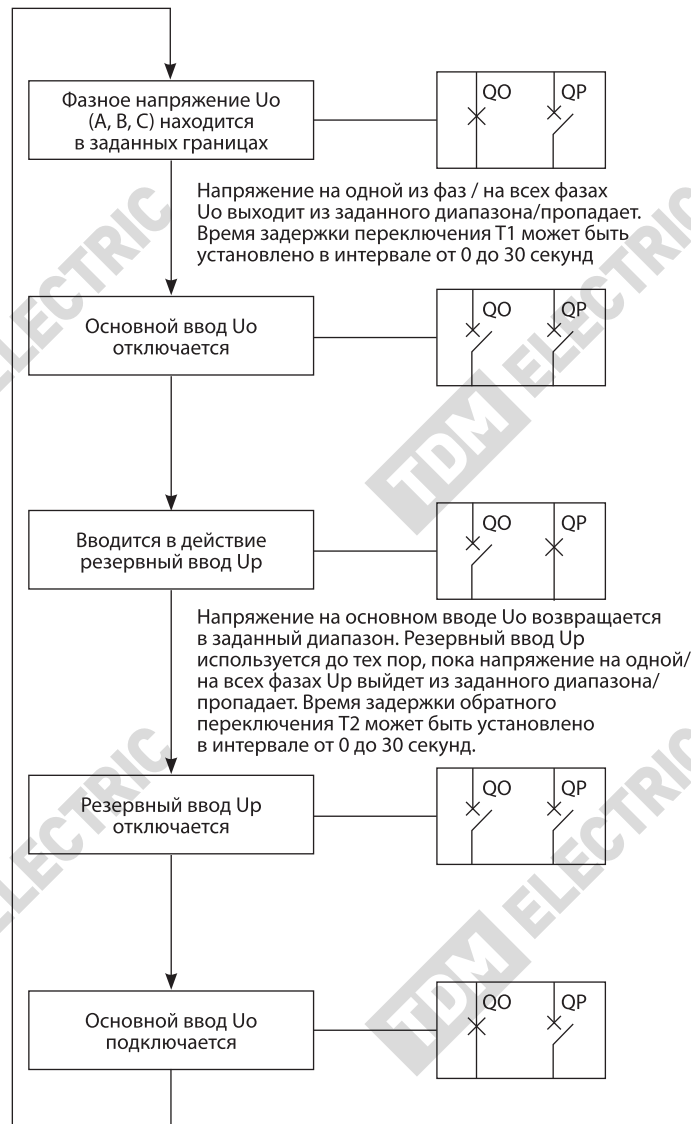 Фазное напряжение Uo
(A, B, C) находится
в заданных границах
QO
QP
Напряжение на одной из фаз / на всех фазах
Uo выходит из заданного диапазона/пропадает.
Время задержки переключения T1 может быть
установлено в интервале от 0 до 30 секунд
Основной ввод Uo
отключается
QO
QP
Вводится в действие
резервный ввод Up
QO
QP
Напряжение на основном вводе Uo возвращается
в заданный диапазон. Резервный ввод Up
используется до тех пор, пока напряжение на одной/
на всех фазах Up выйдет из заданного диапазона/
пропадает. Время задержки обратного
переключения T2 может быть установлено
в интервале от 0 до 30 секунд.
Резервный ввод Up
отключается
QO
QP
Основной ввод Uo
подключается
QO
QP
ELECTRIC
TDM ELECTRIC
ELECTRIC
TDM ELECTRIC